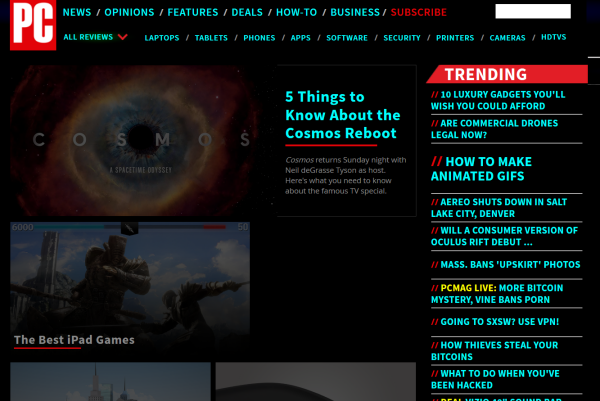 PC
NEWS / OPINIONS / FEATURES / DEALS / HOW-TO / BUSINESS / SUBSCRIBE
ALL REVIEWS
LAPTOPS / TABLETS / PHONES / APPS / SOFTWARE / SECURITY / PRINTERS / CAMERAS / HDTVS
COSMOS
A SPACETIME ODYSSEY
5 Things to
Know About the
Cosmos Reboot
Cosmos returns Sunday night with
Neil deGrasse Tyson as host.
Here's what you need to know
about the famous TV special.
6000
50
The Best iPad Games
TRENDING
// 10 LUXURY GADGETS YOU'LL
WISH YOU COULD AFFORD
// ARE COMMERCIAL DRONES
LEGAL NOW?
// HOW TO MAKE
ANIMATED GIFS
// AEREO SHUTS DOWN IN SALT
LAKE CITY, DENVER
// WILL A CONSUMER VERSION OF
OCULUS RIFT DEBUT ...
// MASS. BANS 'UPSKIRT' PHOTOS
// PCMAG LIVE: MORE BITCOIN
MYSTERY, VINE BANS PORN
// GOING TO SXSW? USE VPN!
// HOW THIEVES STEAL YOUR
BITCOINS
// WHAT TO DO WHEN YOU'VE
BEEN HACKED
// DEAL: VIZIO 40" SOUND BAR